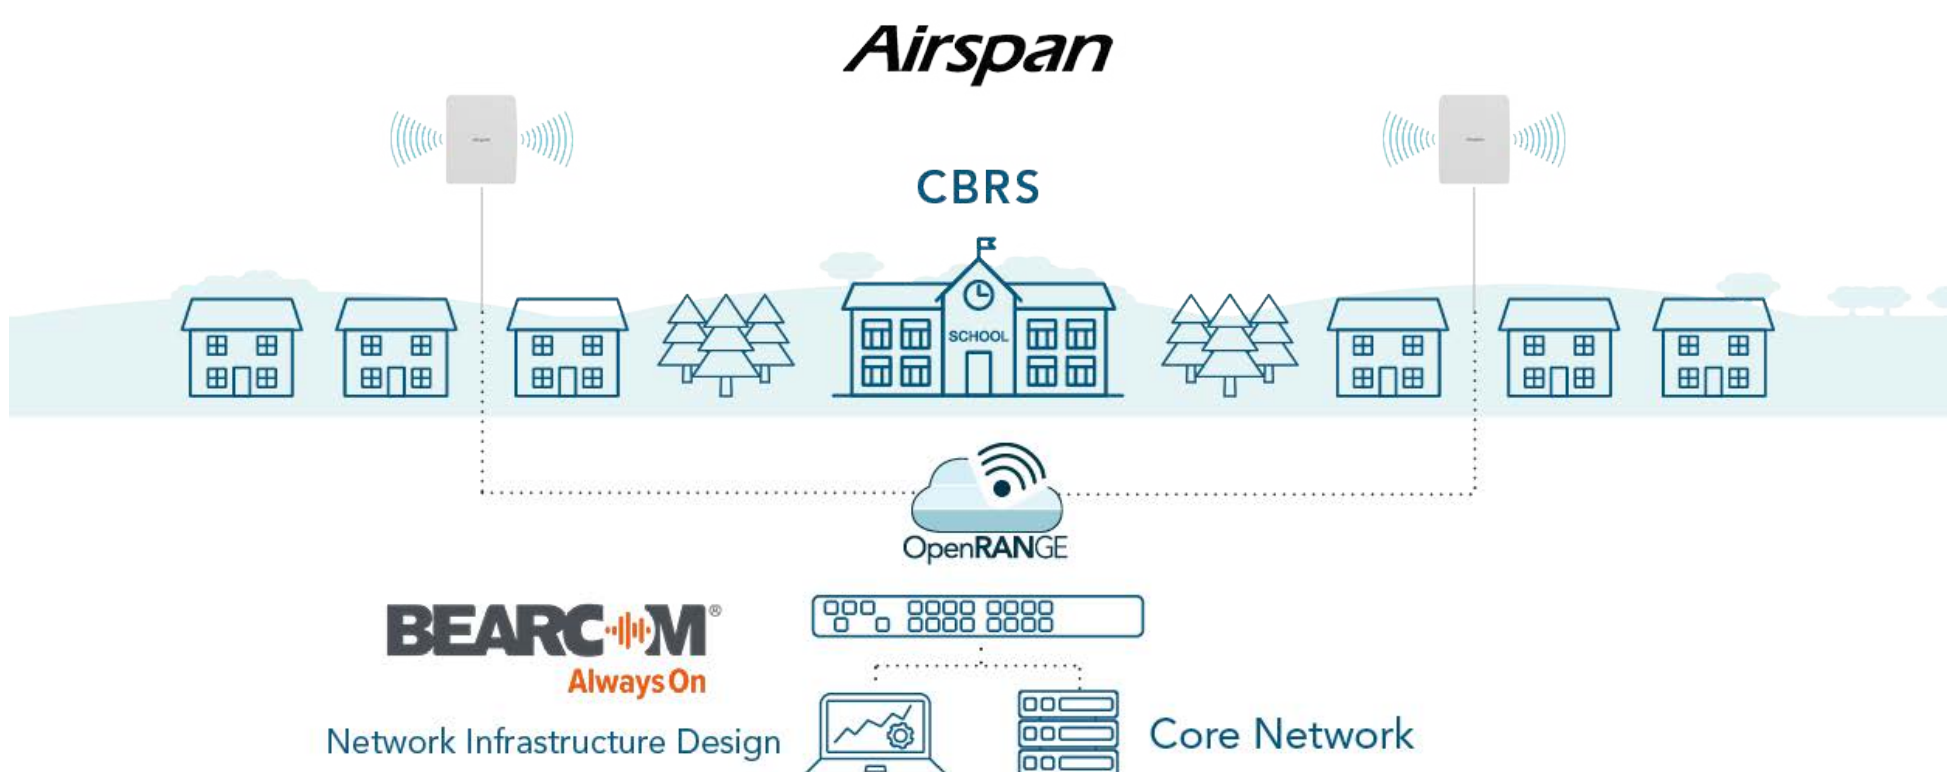 Airspan
CBRS
SCHOOL
OpenRANGE
BEARCOM®
Always On
Network Infrastructure Design
Core Network